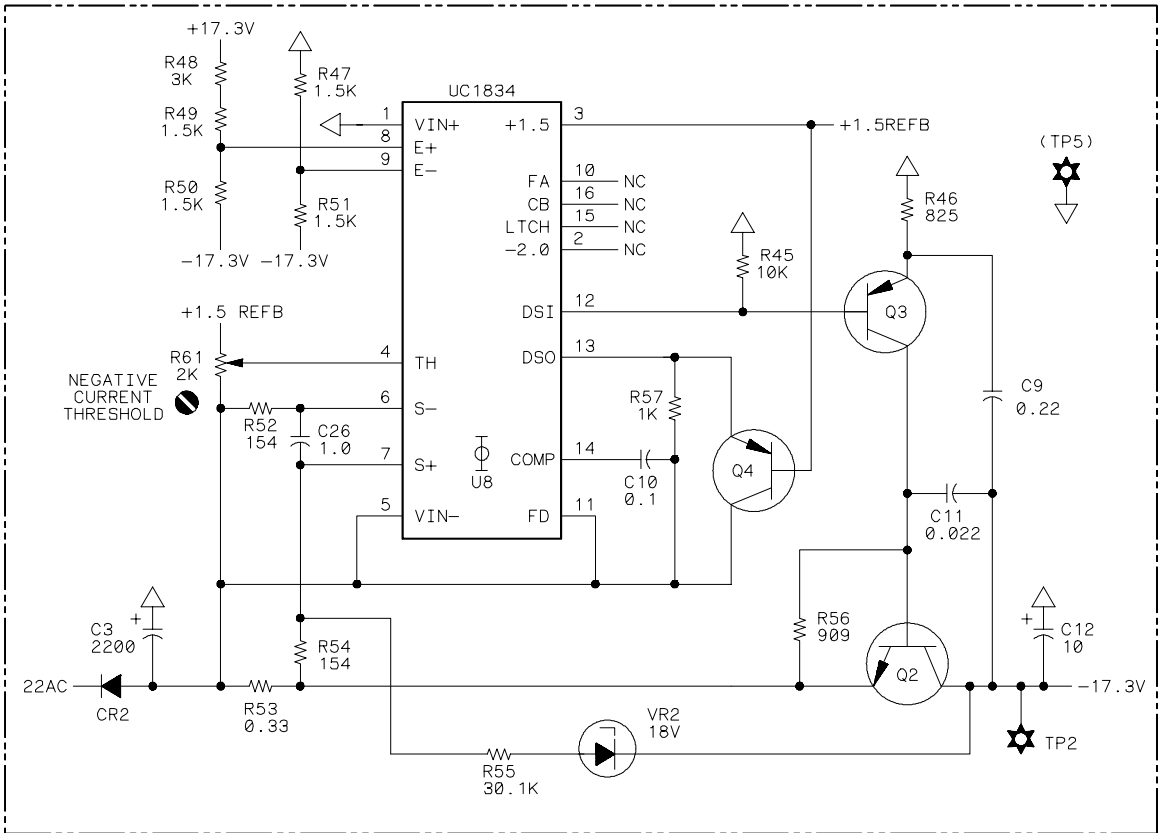 +17.3V
R48
3K
R47
1.5K
R49
1.5K
R50
1.5K
R51
1.5K
-17.3V
-17.3V
UC1834
1
VIN+
8
E+
9
E-
+1.5
3
+1.5REFB
FA
10
NC
CB
16
NC
LTCH
15
NC
-2.0
2
NC
(TP5)
R46
825
R45
10K
DSI
12
Q3
+1.5 REFB
R61
2K
4
TH
DSO
13
NEGATIVE
CURRENT
THRESHOLD
R52
154
6
S-
C26
1.0
7
S+
R57
1K
COMP
14
C10
0.1
U8
Q4
C9
0.22
C11
0.022
5
VIN-
FD
11
+
C3
2200
R54
154
R56
909
+
C12
10
22AC
CR2
R53
0.33
Q2
-17.3V
VR2
18V
TP2
R55
30.1K